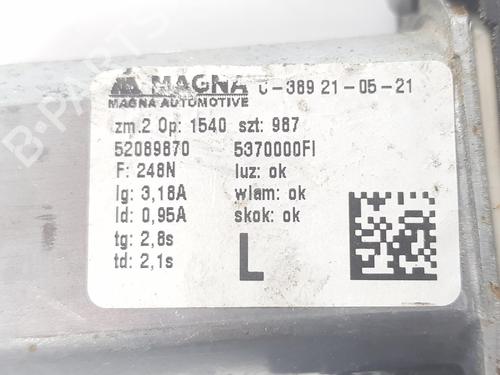 MAGNA C-389 21-05-21
MAGNA AUTOMOTIVE
zm.2 Op: 1540 szt: 987
52089870 5370000FI
F: 248N luz: ok
Ig: 3,18A wlam: ok
Id: 0,95A skok: ok
tg: 2,8s
td: 2,1s
L
B-PARTS